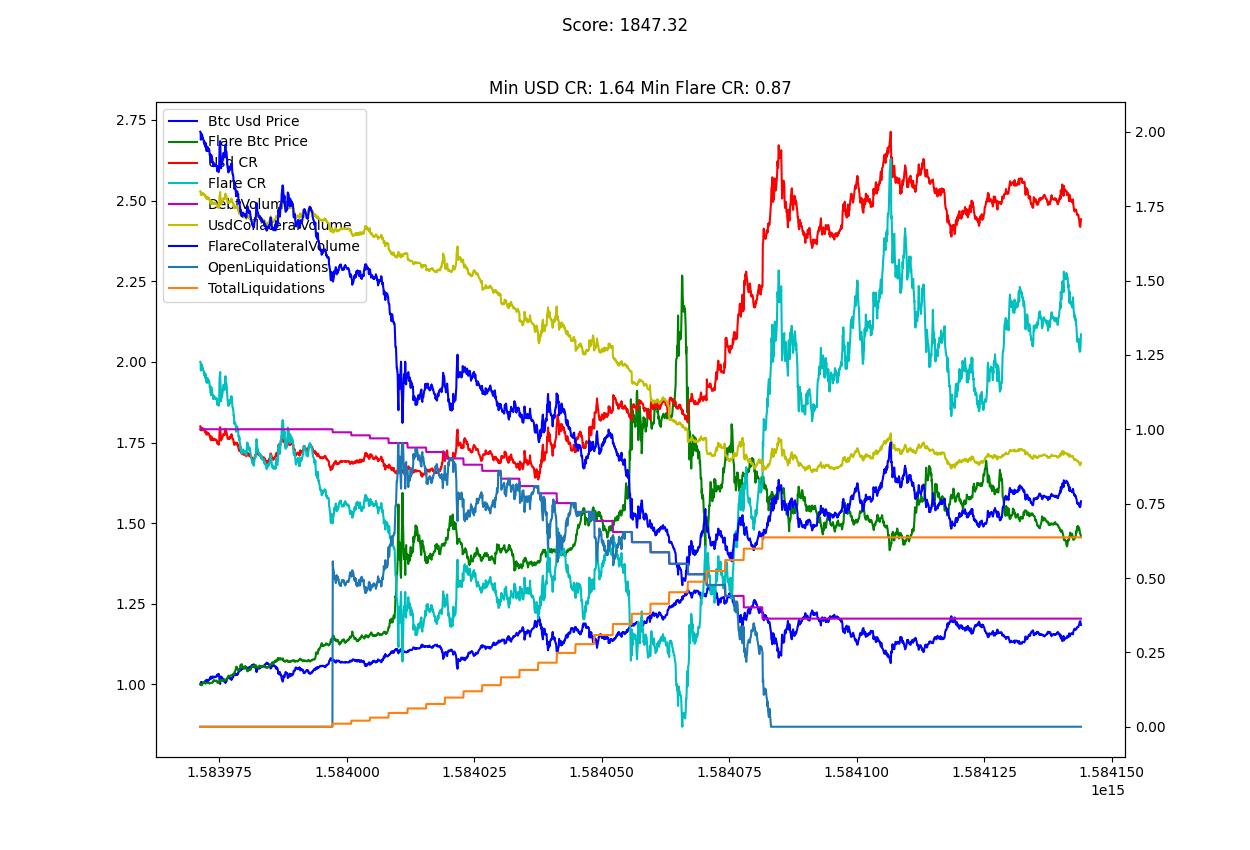 Score: 1847.32
Min USD CR: 1.64 Min Flare CR: 0.87
Btc Usd Price
Flare Btc Price
Usd CR
Flare CR
DebtVolume
UsdCollateralVolume
FlareCollateralVolume
OpenLiquidations
TotalLiquidations
2.75
2.50
2.25
2.00
1.75
1.50
1.25
1.00
2.00
1.75
1.50
1.25
1.00
0.75
0.50
0.25
0.00
1.583975 1.584000 1.584025 1.584050 1.584075 1.584100 1.584125 1.584150
1e15